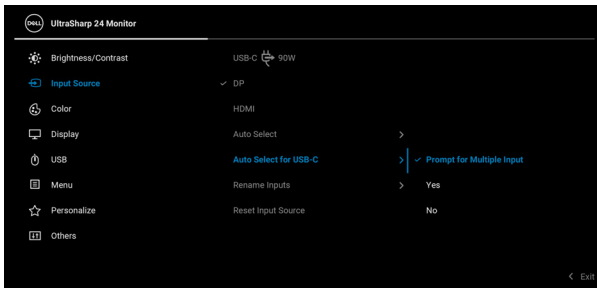 DELL UltraSharp 24 Monitor
Brightness/Contrast
USB-C 90W
Input Source
DP
Color
HDMI
Display
Auto Select
USB
Auto Select for USB-C
Prompt for Multiple Input
Menu
Rename Inputs
Yes
Personalize
Reset Input Source
No
Others
Exit